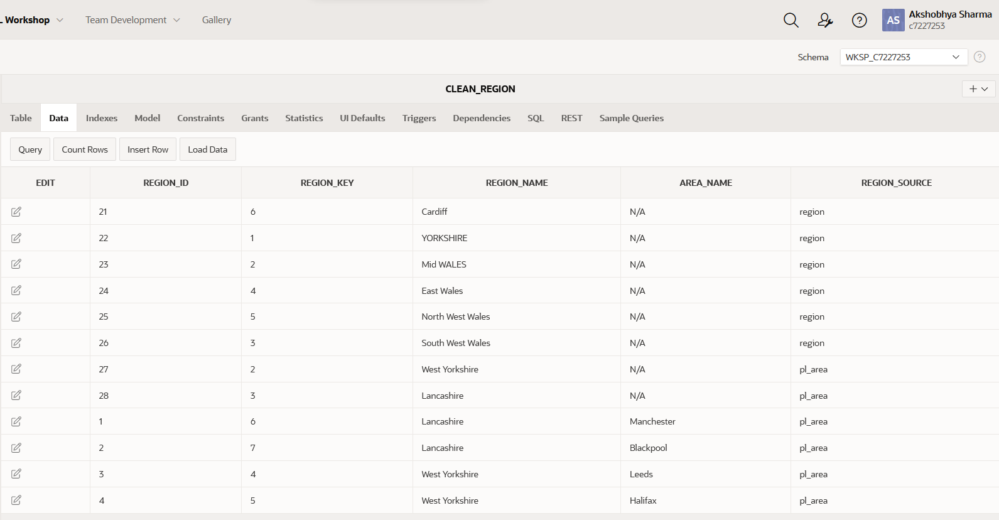 L Workshop Team Development Gallery Akshobhya Sharma
AS c7227253
Schema WKSP_C7227253
CLEAN_REGION
Table Data Indexes Model Constraints Grants Statistics UI Defaults Triggers Dependencies SQL REST Sample Queries
Query Count Rows Insert Row Load Data
EDIT REGION_ID REGION_KEY REGION_NAME AREA_NAME REGION_SOURCE
21 6 Cardiff N/A region
22 1 YORKSHIRE N/A region
23 2 Mid WALES N/A region
24 4 East Wales N/A region
25 5 North West Wales N/A region
26 3 South West Wales N/A region
27 2 West Yorkshire N/A pl_area
28 3 Lancashire N/A pl_area
1 6 Lancashire Manchester pl_area
2 7 Lancashire Blackpool pl_area
3 4 West Yorkshire Leeds pl_area
4 5 West Yorkshire Halifax pl_area